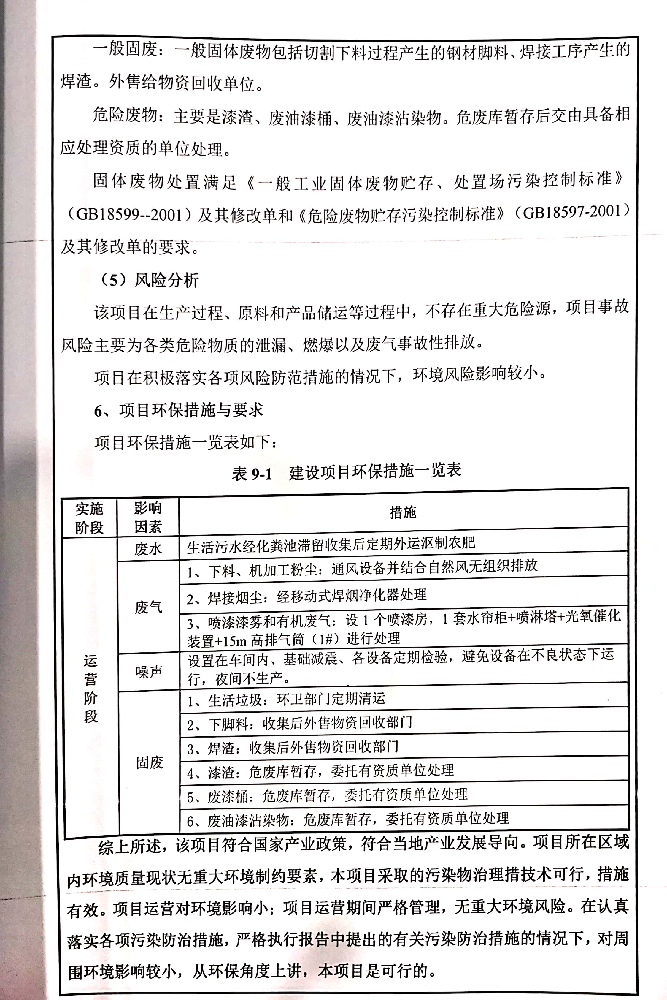 一般固废：一般固体废物包括切割下料过程产生的钢材脚料、焊接工序产生的
焊渣。外售给物资回收单位。
危险废物：主要是漆渣、废油漆桶、废油漆沾染物。危废库暂存后交由具备相
应处理资质的单位处理。
固体废物处置满足《一般工业固体废物贮存、处置场污染控制标准》
（GB18599--2001）及其修改单和《危险废物贮存污染控制标准》（GB18597-2001）
及其修改单的要求。
（5）风险分析
该项目在生产过程、原料和产品储运等过程中，不存在重大危险源，项目事故
风险主要为各类危险物质的泄漏、燃爆以及废气事故性排放。
项目在积极落实各项风险防范措施的情况下，环境风险影响较小。
6、项目环保措施与要求
项目环保措施一览表如下：
表 9-1 建设项目环保措施一览表
实施
阶段
影响
因素
措施
运
营
阶
段
废水
生活污水经化粪池滞留收集后定期外运沤制农肥
废气
1、下料、机加工粉尘：通风设备并结合自然风无组织排放
2、焊接烟尘：经移动式焊烟净化器处理
3、喷漆漆雾和有机废气：设 1 个喷漆房，1 套水帘柜+喷淋塔+光氧催化
装置+15m 高排气筒（1#）进行处理
噪声
设置在车间内、基础减震、各设备定期检验，避免设备在不良状态下运
行，夜间不生产。
固废
1、生活垃圾：环卫部门定期清运
2、下脚料：收集后外售物资回收部门
3、焊渣：收集后外售物资回收部门
4、漆渣：危废库暂存，委托有资质单位处理
5、废漆桶：危废库暂存，委托有资质单位处理
6、废油漆沾染物：危废库暂存，委托有资质单位处理
综上所述，该项目符合国家产业政策，符合当地产业发展导向。项目所在区域
内环境质量现状无重大环境制约要素，本项目采取的污染物治理措技术可行，措施
有效。项目运营对环境影响小；项目运营期间严格管理，无重大环境风险。在认真
落实各项污染防治措施，严格执行报告中提出的有关污染防治措施的情况下，对周
围环境影响较小，从环保角度上讲，本项目是可行的。